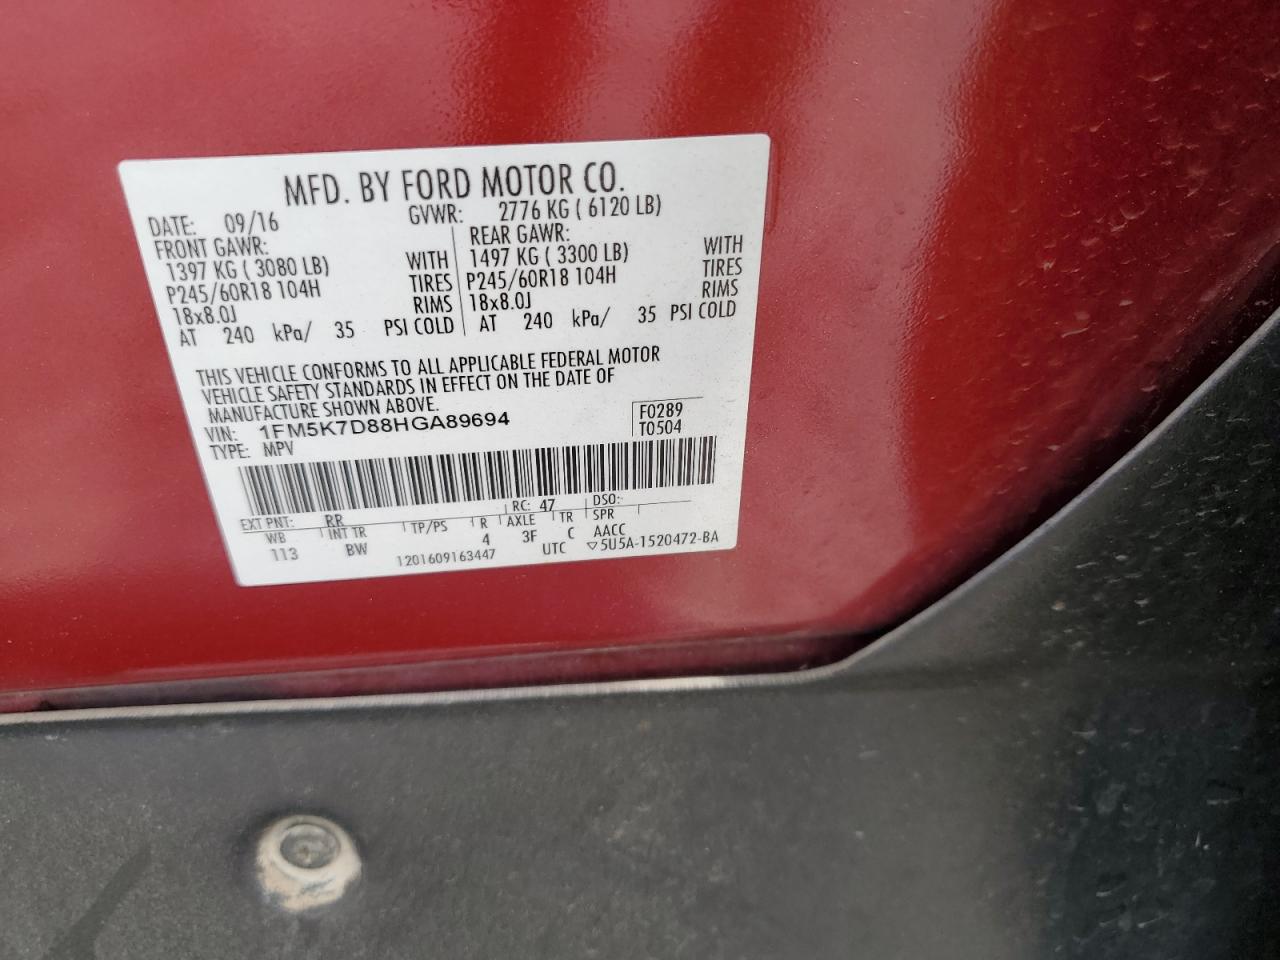 MFD. BY FORD MOTOR CO.
DATE: 09/16 GVWR: 2776 KG ( 6120 LB)
FRONT GAWR: REAR GAWR:
1397 KG ( 3080 LB) WITH 1497 KG ( 3300 LB) WITH
P245/60R18 104H TIRES P245/60R18 104H TIRES
18x8.0J RIMS 18x8.0J RIMS
AT 240 kPa/ 35 PSI COLD AT 240 kPa/ 35 PSI COLD
THIS VEHICLE CONFORMS TO ALL APPLICABLE FEDERAL MOTOR
VEHICLE SAFETY STANDARDS IN EFFECT ON THE DATE OF
MANUFACTURE SHOWN ABOVE.
VIN: 1FM5K7D88HGA89694 F0289
TYPE: MPV T0504
EXT PNT: RR RC: 47 DSO:
WB INT TR TP/PS R AXLE TR SPR
113 BW 4 3F C AACC
1201609163447 UTC ▽5U5A-1520472-BA